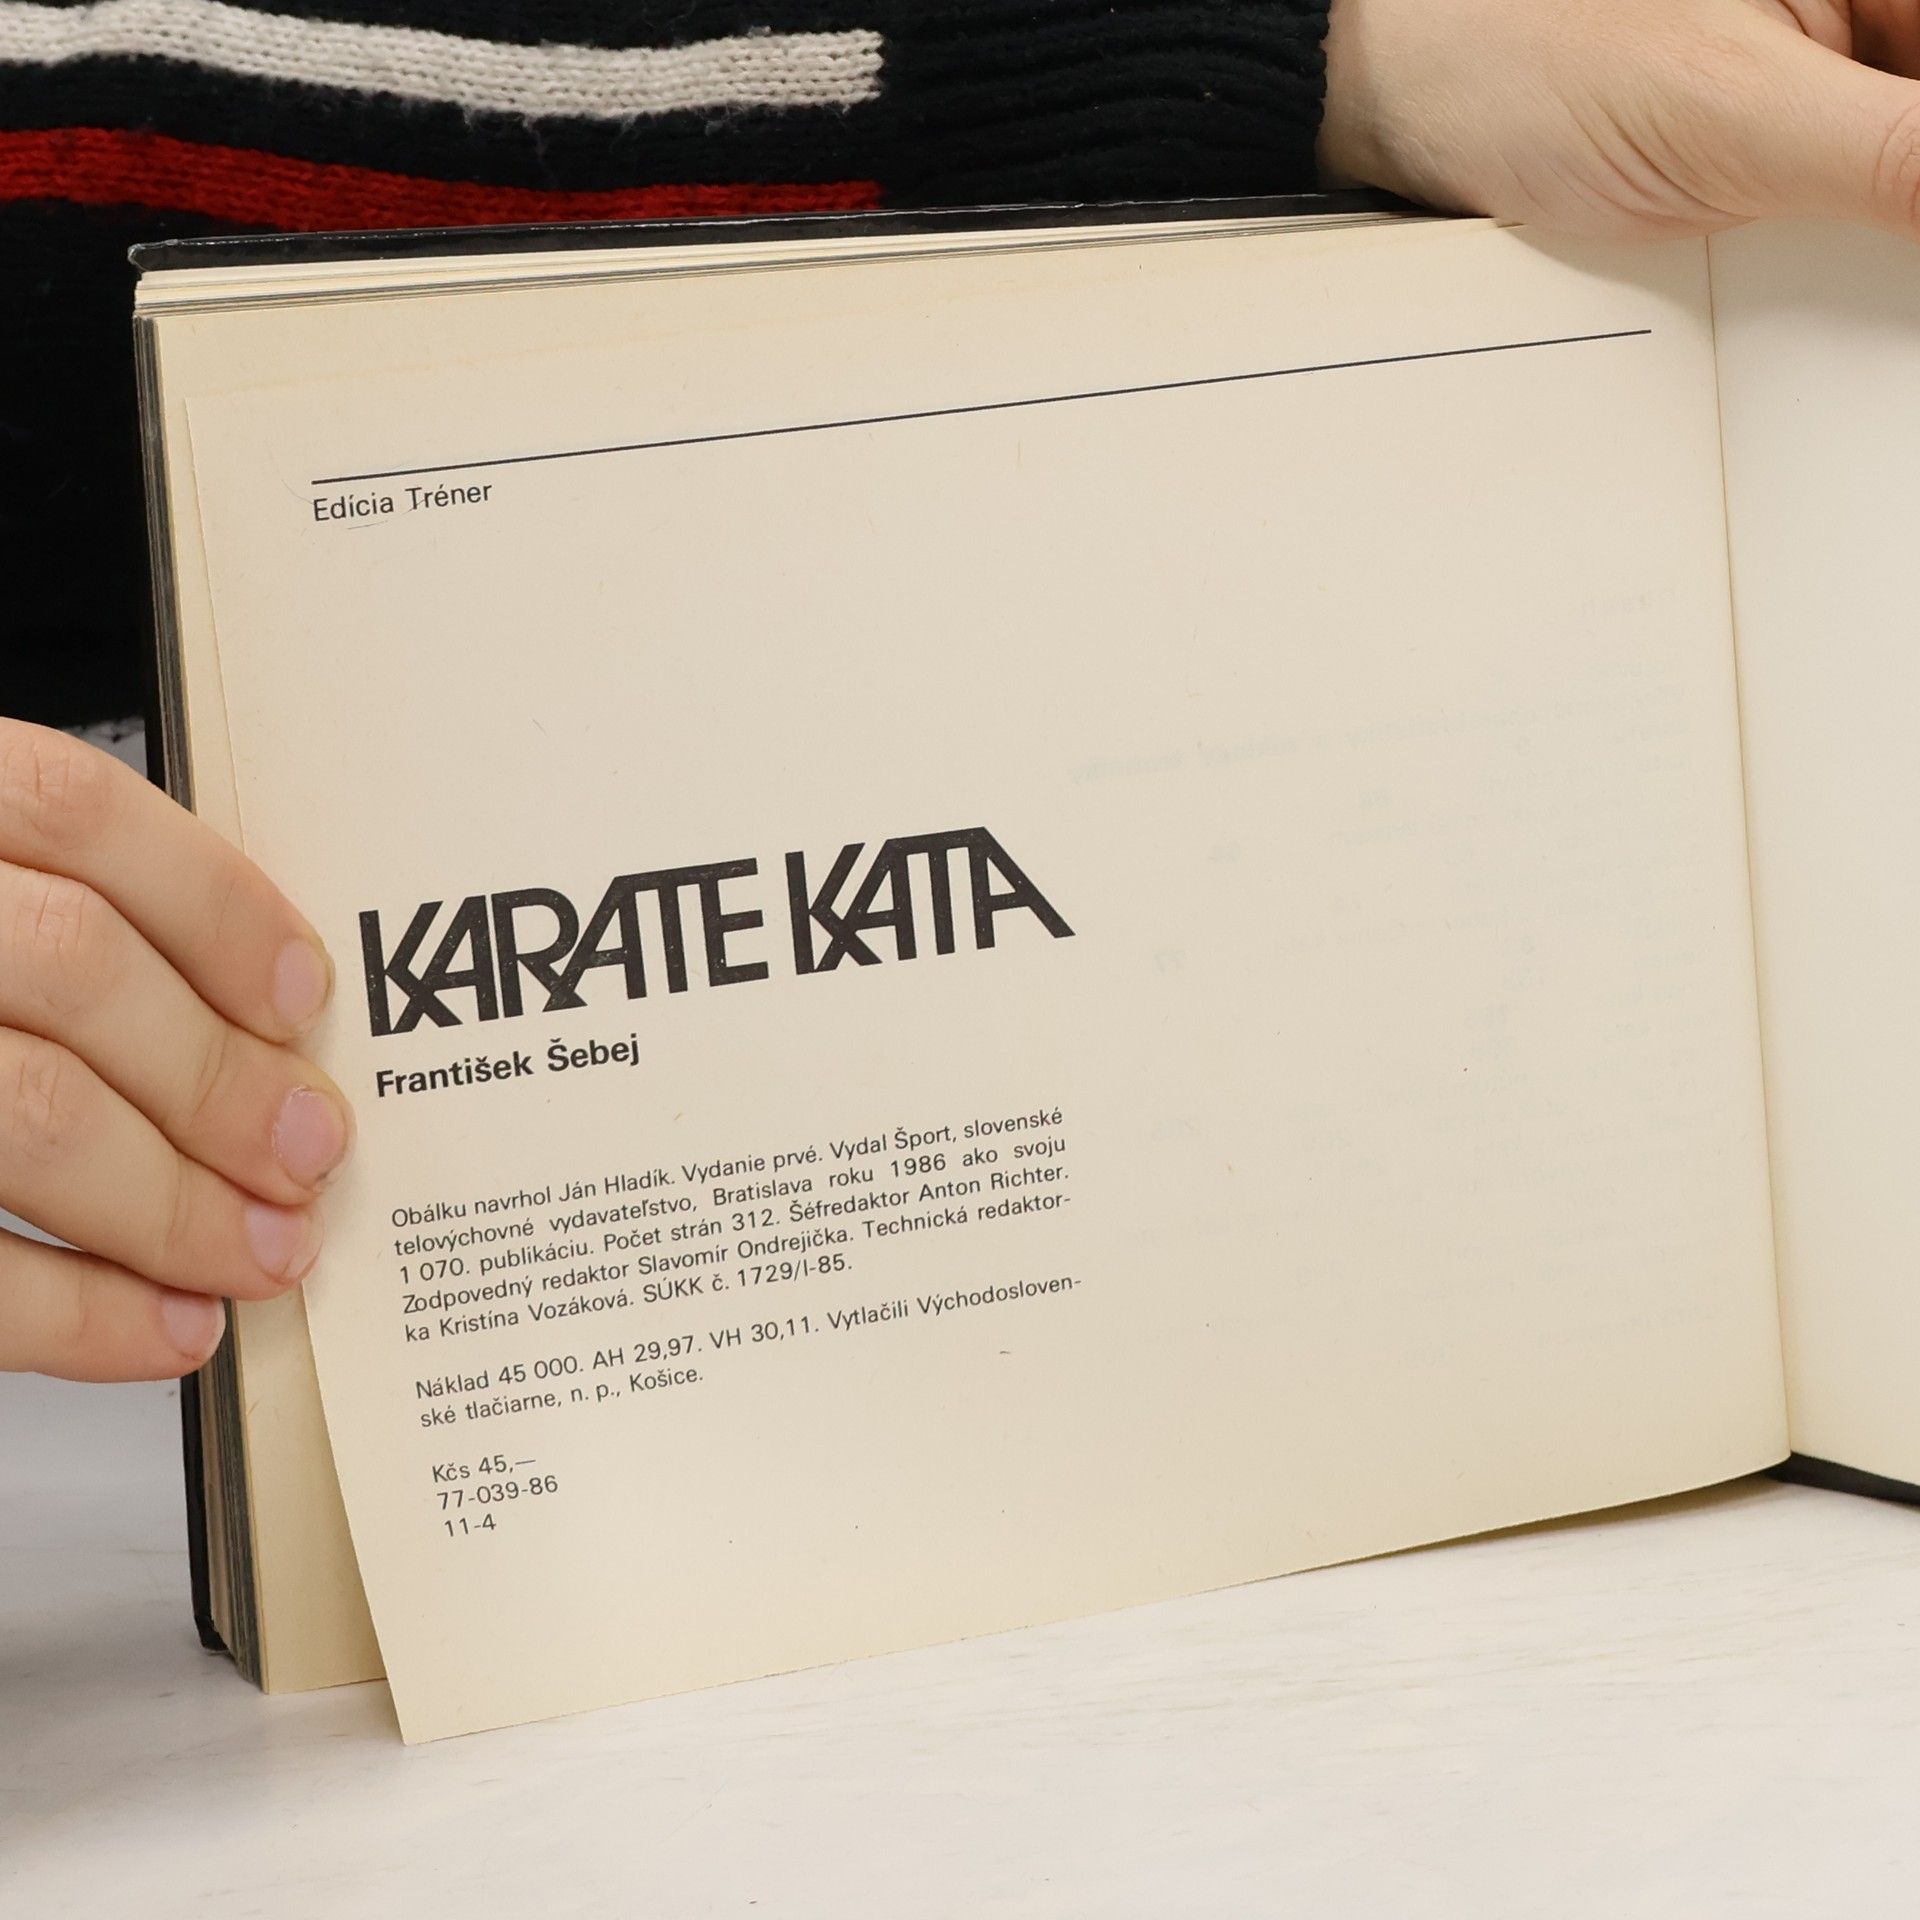 Edícia Tréner
KARATE KATA
František Šebej
Obálku navrhol Ján Hladík. Vydanie prvé. Vydal Šport, slovenské
telovýchovné vydavateľstvo, Bratislava roku 1986 ako svoju
1 070. publikáciu. Počet strán 312. Šéfredaktor Anton Richter.
Zodpovedný redaktor Slavomír Ondrejička. Technická redaktor-
ka Kristína Vozáková. SÚKK č. 1729/I-85.
Náklad 45 000. AH 29,97. VH 30,11. Vytlačili Východosloven-
ské tlačiarne, n. p., Košice.
Kčs 45,—
77-039-86
11-4